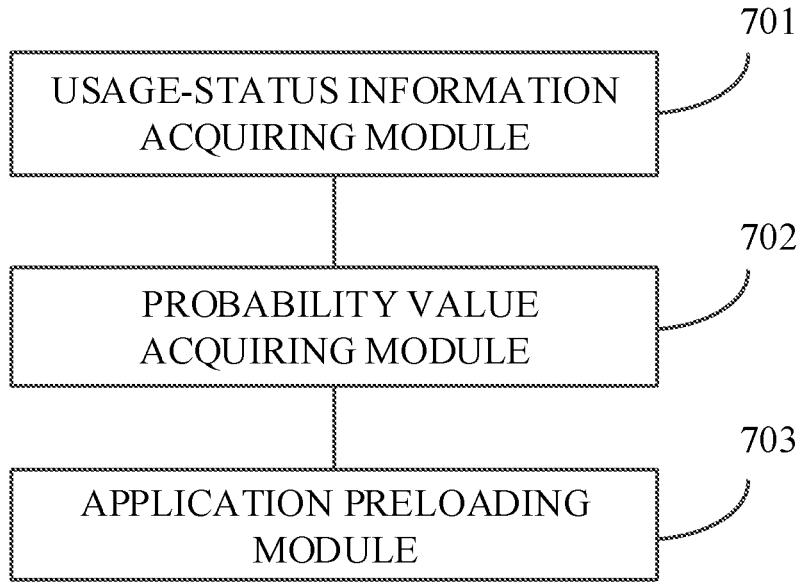 701
USAGE-STATUS INFORMATION
ACQUIRING MODULE
702
PROBABILITY VALUE
ACQUIRING MODULE
703
APPLICATION PRELOADING
MODULE